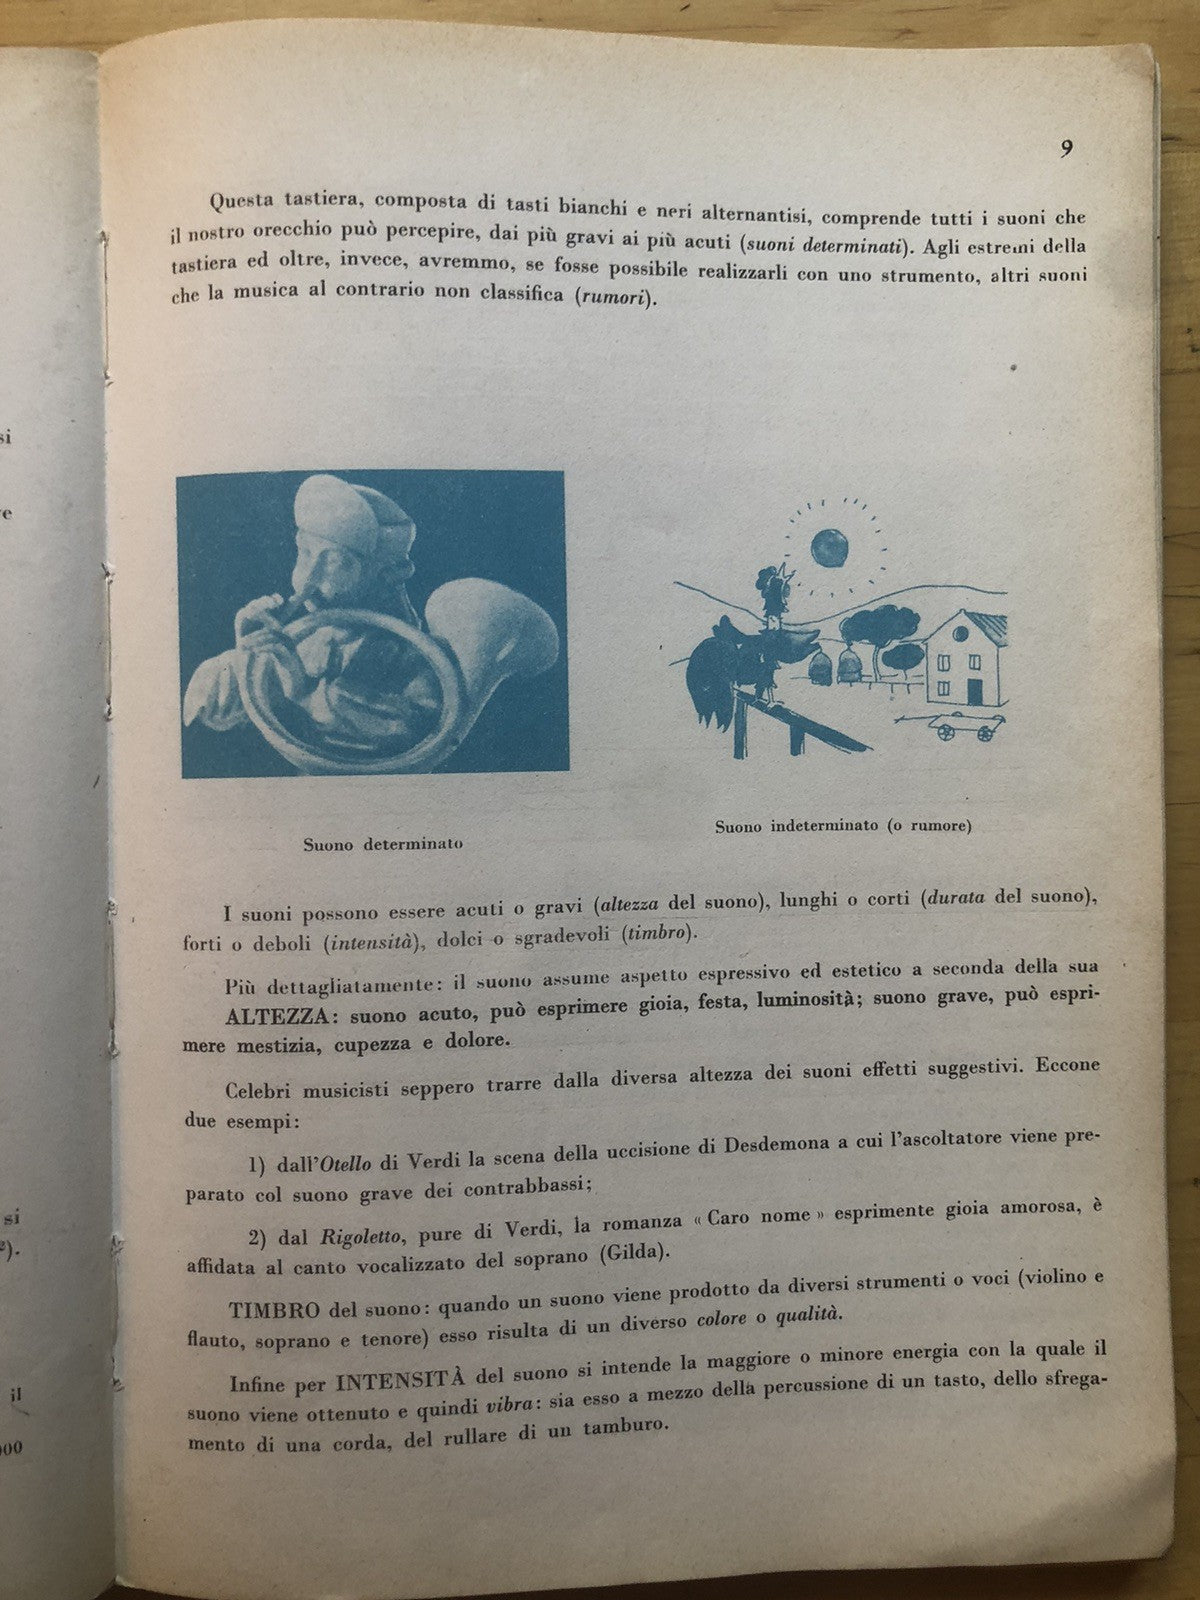 9
Questa tastiera, composta di tasti bianchi e neri alternantisi, comprende tutti i suoni che
il nostro orecchio può percepire, dai più gravi ai più acuti (suoni determinati). Agli estremi della
tastiera ed oltre, invece, avremmo, se fosse possibile realizzarli con uno strumento, altri suoni
che la musica al contrario non classifica (rumori).
Suono determinato
Suono indeterminato (o rumore)
I suoni possono essere acuti o gravi (altezza del suono), lunghi o corti (durata del suono),
forti o deboli (intensità), dolci o sgradevoli (timbro).
Più dettagliatamente: il suono assume aspetto espressivo ed estetico a seconda della sua
ALTEZZA: suono acuto, può esprimere gioia, festa, luminosità; suono grave, può espri-
mere mestizia, cupezza e dolore.
Celebri musicisti seppero trarre dalla diversa altezza dei suoni effetti suggestivi. Eccone
due esempi:
1) dall'Otello di Verdi la scena della uccisione di Desdemona a cui l'ascoltatore viene pre-
parato col suono grave dei contrabbassi;
2) dal Rigoletto, pure di Verdi, la romanza « Caro nome » esprimente gioia amorosa, è
affidata al canto vocalizzato del soprano (Gilda).
TIMBRO del suono: quando un suono viene prodotto da diversi strumenti o voci (violino e
flauto, soprano e tenore) esso risulta di un diverso colore o qualità.
Infine per INTENSITÀ del suono si intende la maggiore o minore energia con la quale il
suono viene ottenuto e quindi vibra: sia esso a mezzo della percussione di un tasto, dello sfrega-
mento di una corda, del rullare di un tamburo.
si
si
il